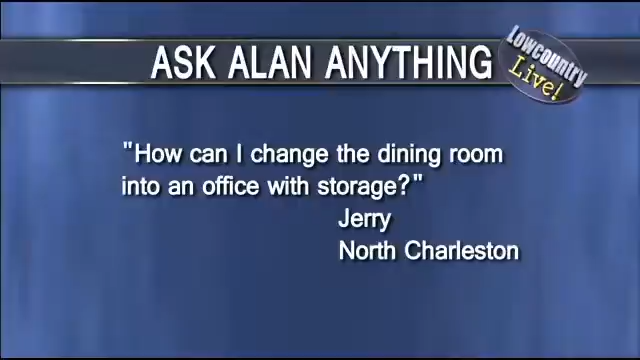 ASK ALAN ANYTHING
Lowcountry
Live!
"How can I change the dining room
into an office with storage?"
Jerry
North Charleston